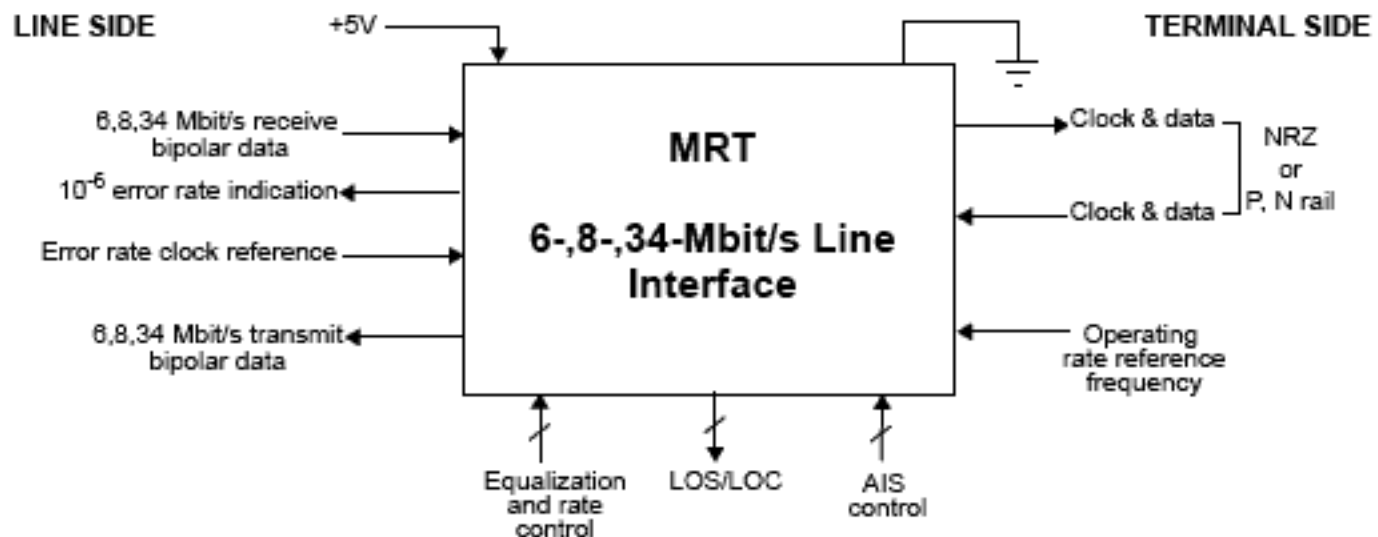 LINE SIDE
+5V
TERMINAL SIDE
6,8,34 Mbit/s receive
bipolar data
10-6 error rate indication
Error rate clock reference
6,8,34 Mbit/s transmit
bipolar data
MRT
6-,8-,34-Mbit/s Line
Interface
Clock & data
Clock & data
NRZ
or
P, N rail
Operating
rate reference
frequency
Equalization
and rate
control
LOS/LOC
AIS
control